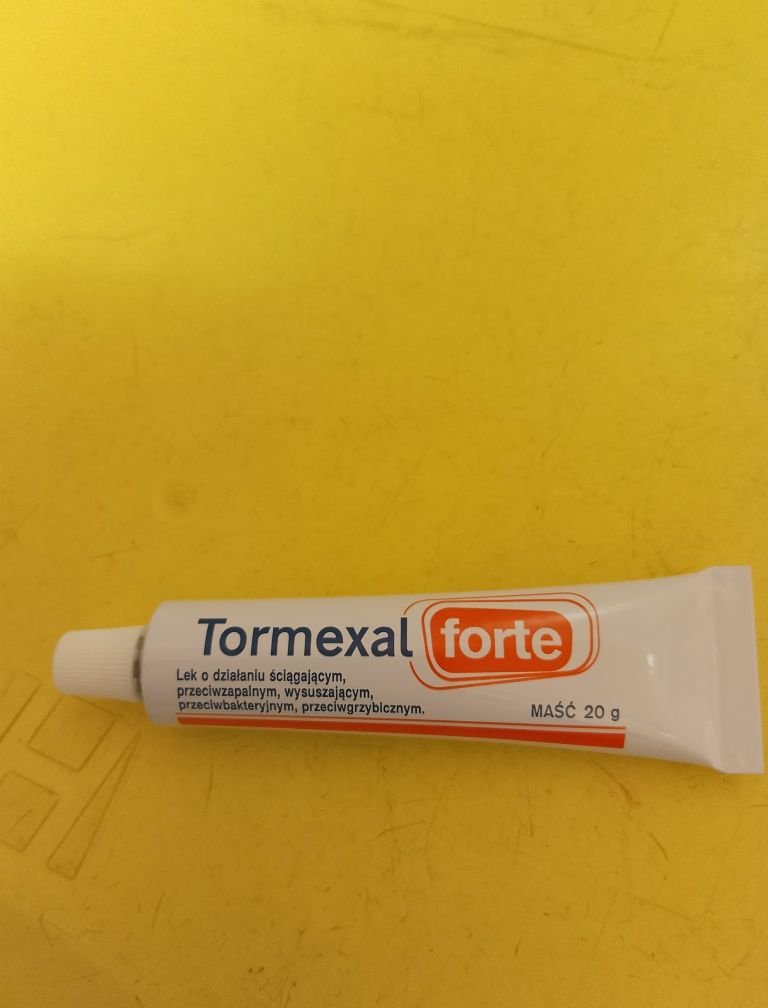 Tormexal forte
Lek o działaniu ściągającym,
przeciwzapalnym, wysuszającym,
przeciwbakteryjnym, przeciwgrzybicznym.
MAŚĆ 20 g